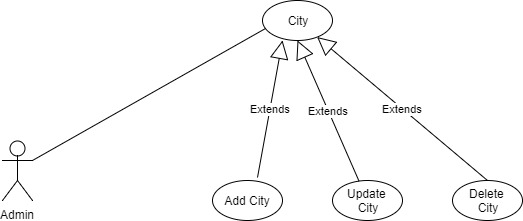 City
Extends
Extends
Extends
Admin
Add City
Update
City
Delete
City